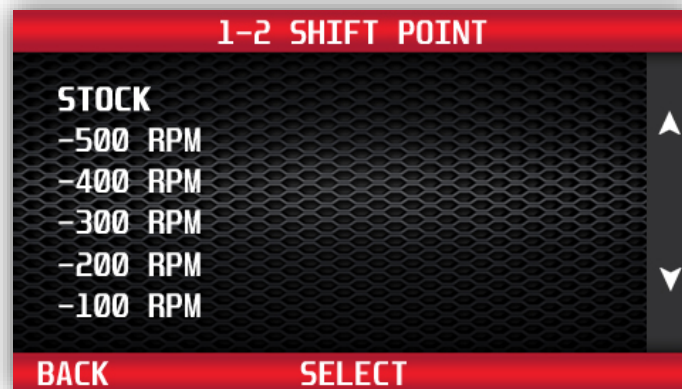 1-2 SHIFT POINT
STOCK
-500 RPM
-400 RPM
-300 RPM
-200 RPM
-100 RPM
BACK SELECT